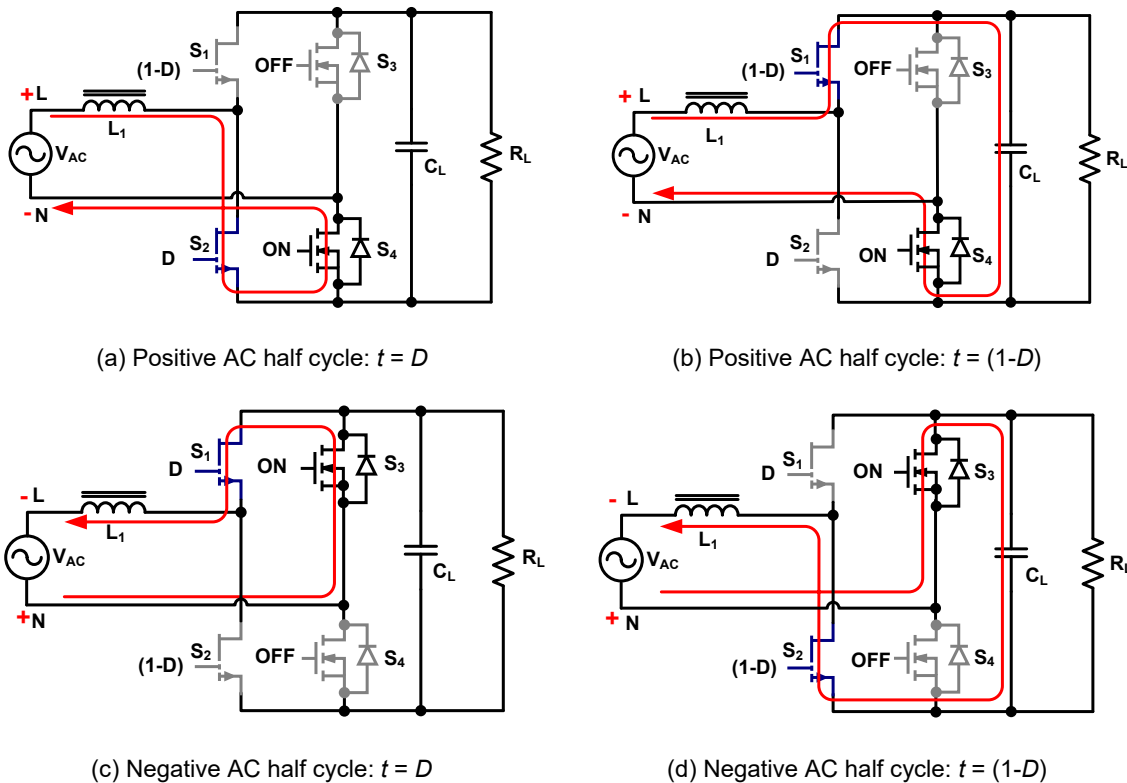 S1
(1-D)
OFF
S3
+L
L1
VAC
CL
RL
-N
S2
D
ON
S4
(a) Positive AC half cycle: t = D
S1
(1-D)
OFF
S3
+
L
L1
VAC
CL
RL
-
N
S2
D
ON
S4
(b) Positive AC half cycle: t = (1-D)
S1
D
ON
S3
- L
L1
VAC
CL
RL
+N
S2
(1-D)
OFF
S4
(c) Negative AC half cycle: t = D
S1
D
ON
S3
-
L
L1
VAC
CL
RL
+
N
S2
(1-D)
OFF
S4
(d) Negative AC half cycle: t = (1-D)